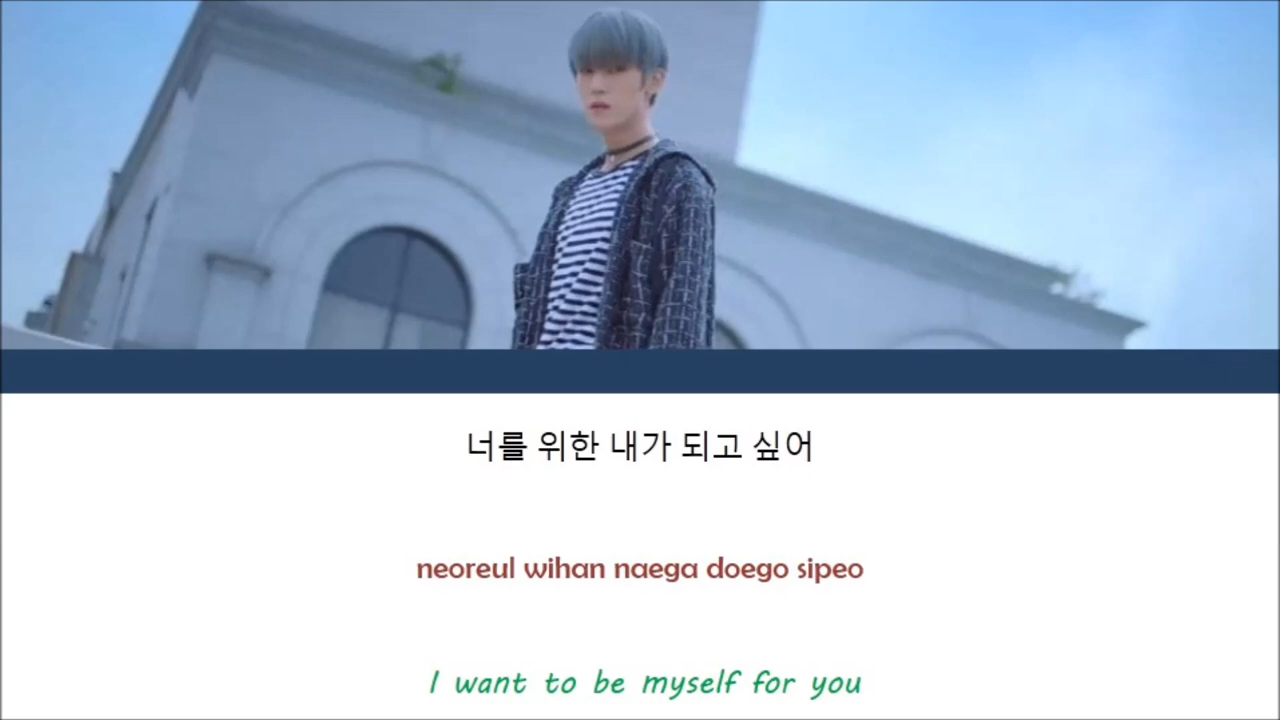 너를 위한 내가 되고 싶어
neoreul wihan naega doego sipeo
I want to be myself for you